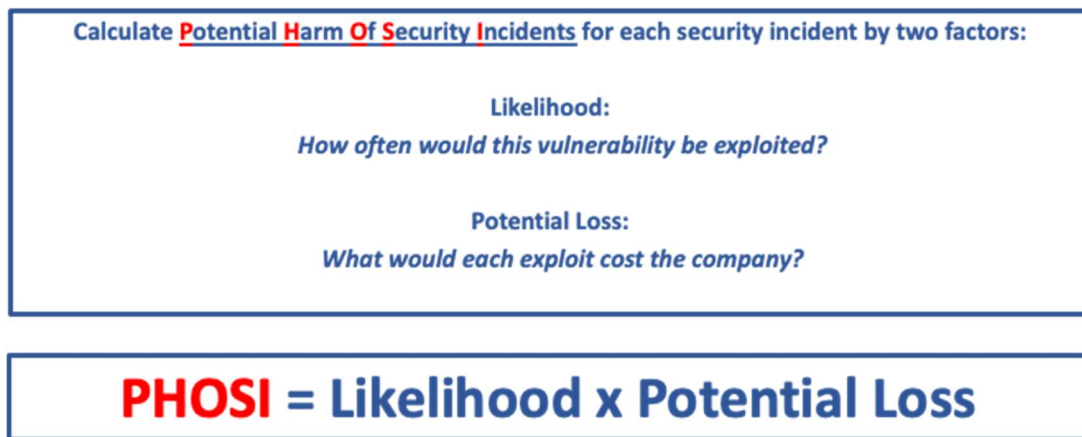 Calculate Potential Harm Of Security Incidents for each security incident by two factors:
Likelihood:
How often would this vulnerability be exploited?
Potential Loss:
What would each exploit cost the company?
PHOSI = Likelihood x Potential Loss